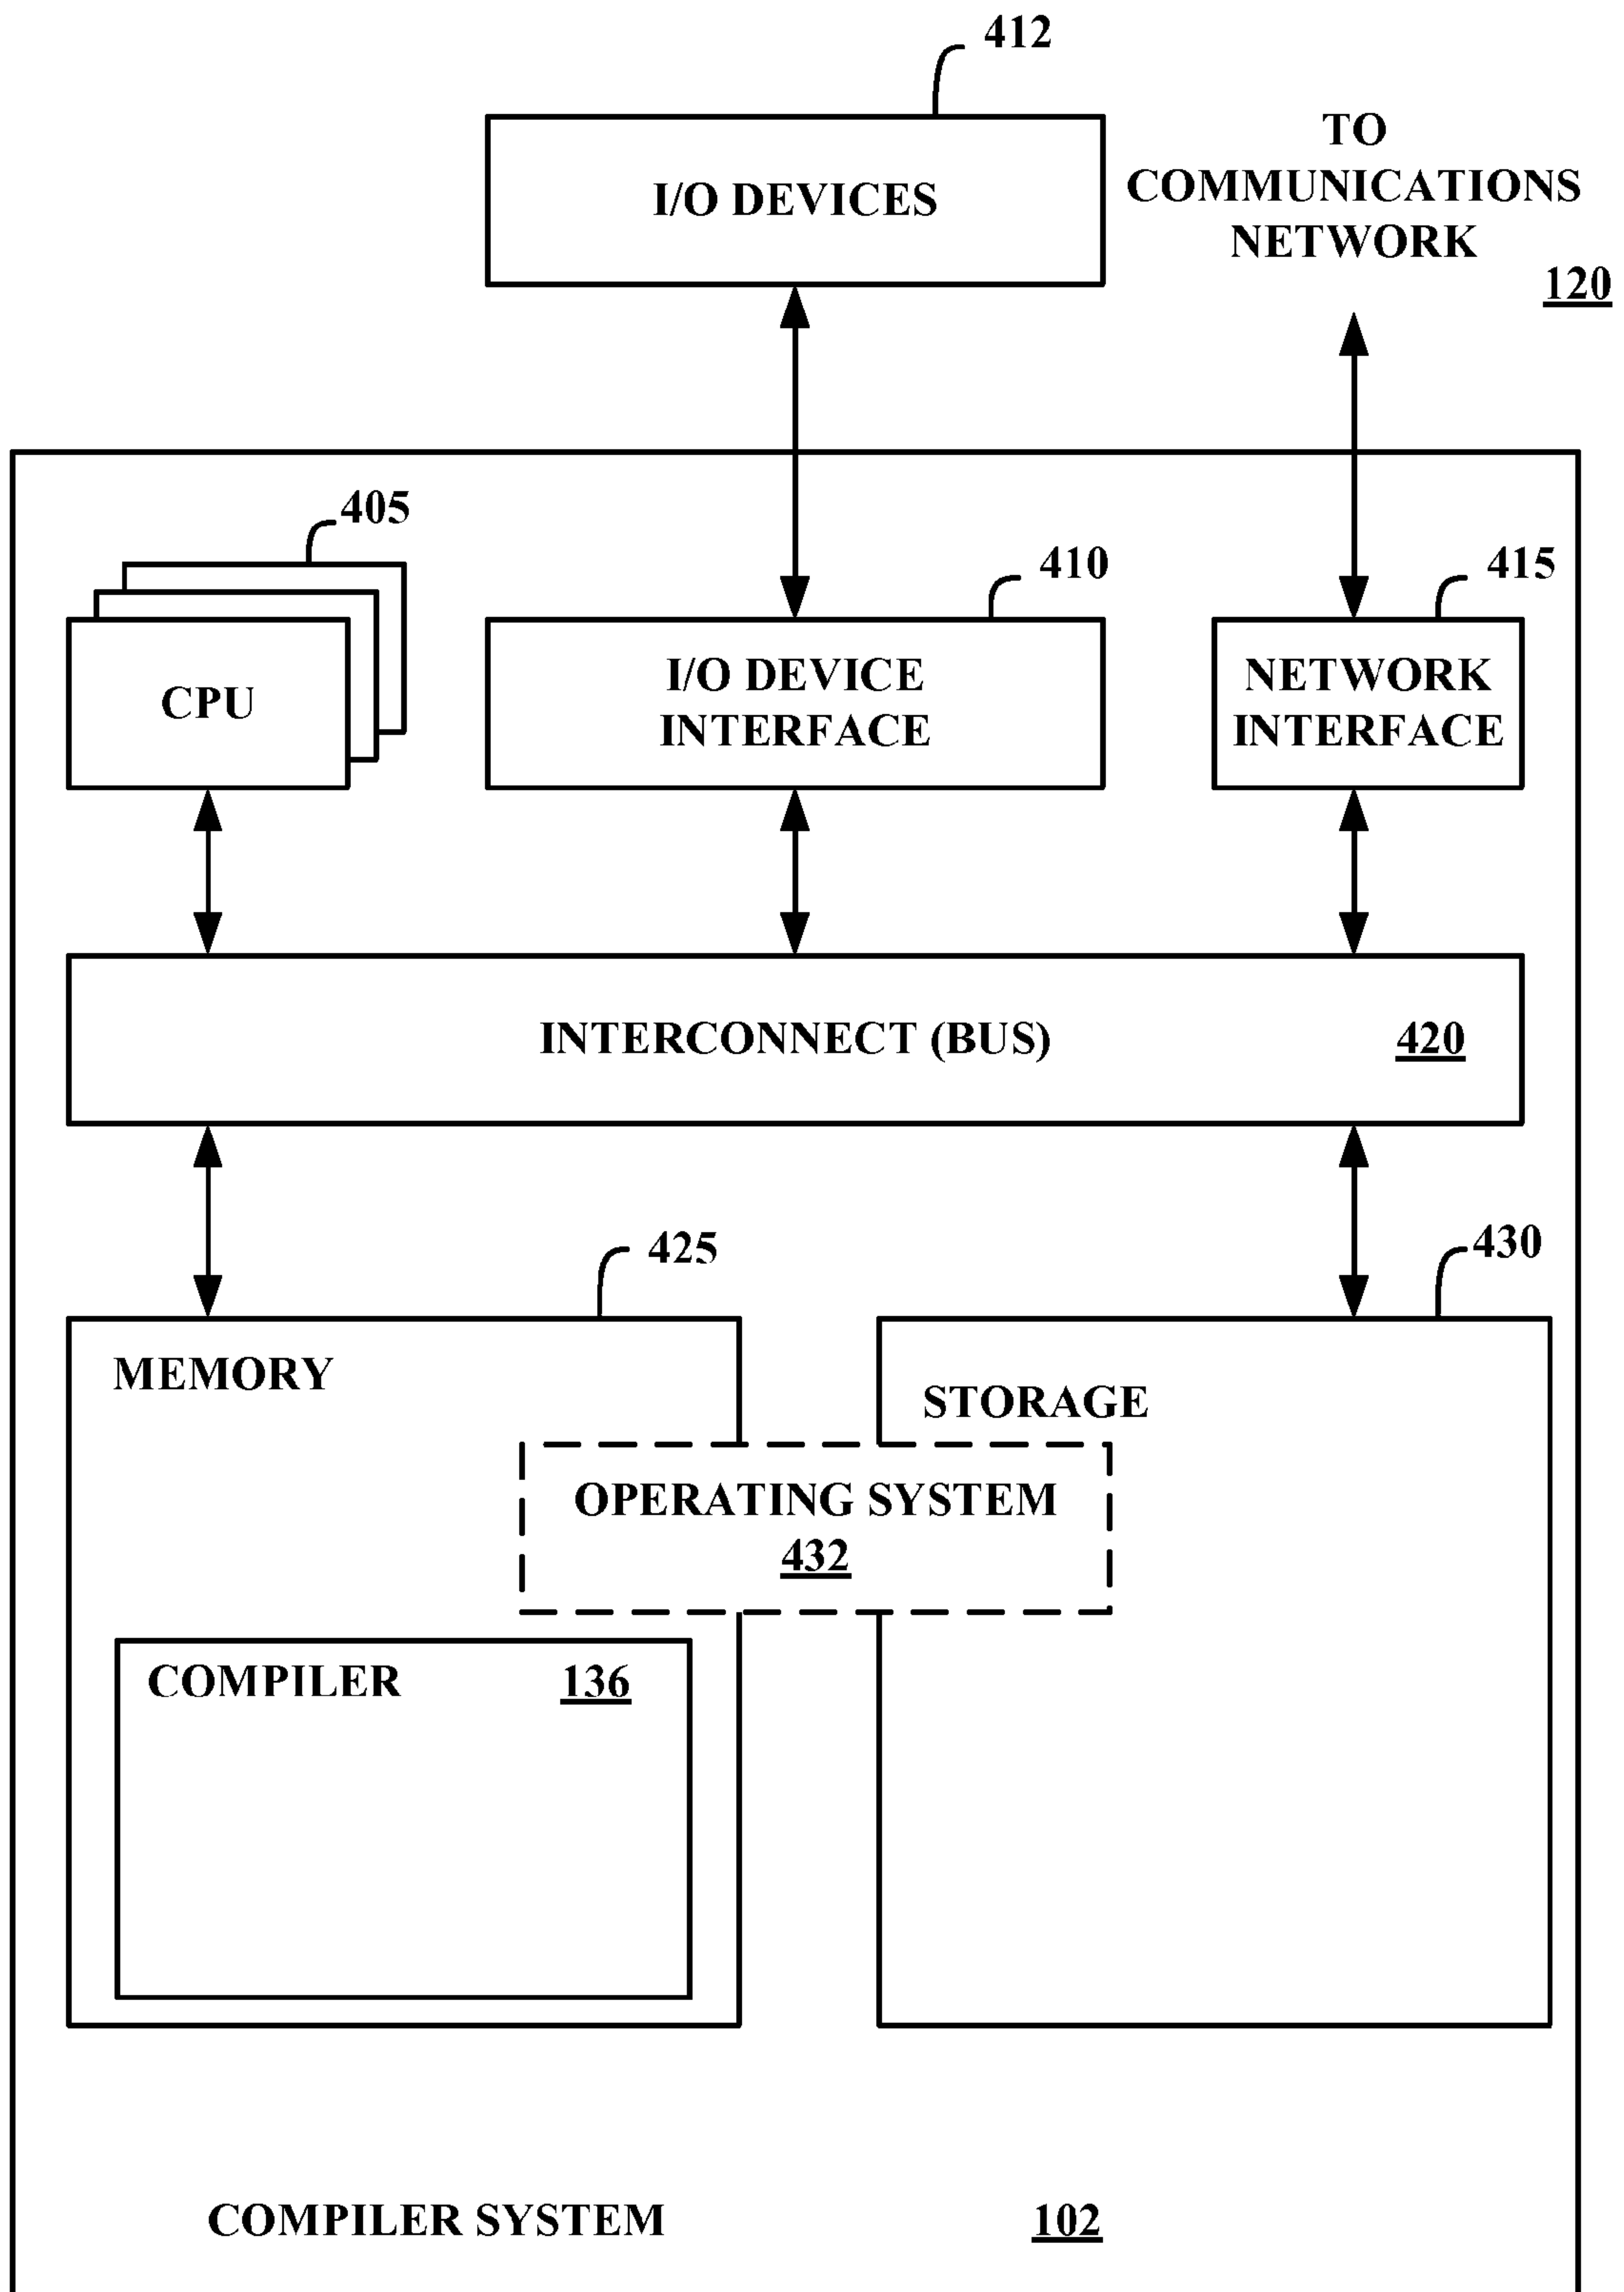 412
I/O DEVICES
TO
COMMUNICATIONS
NETWORK
120
405
410
415
CPU
I/O DEVICE
INTERFACE
NETWORK
INTERFACE
INTERCONNECT (BUS)
420
425
430
MEMORY
STORAGE
OPERATING SYSTEM
432
COMPILER
136
COMPILER SYSTEM
102